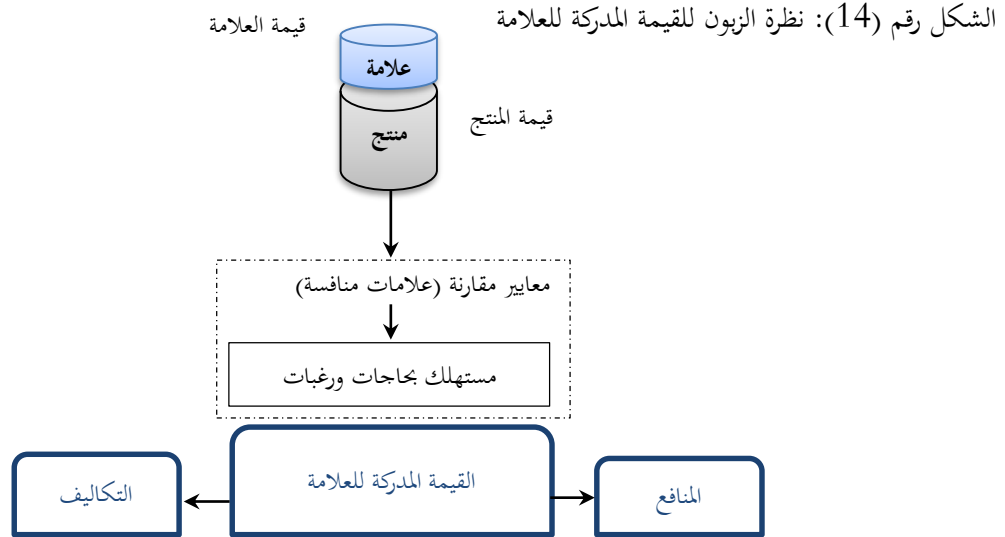 الشكل رقم (14): نظرة الزبون للقيمة المدركة للعلامة
قيمة العلامة
علامة
قيمة المنتج
منتج
معايير مقارنة (علامات منافسة)
مستهلك بحاجات ورغبات
المنافع
القيمة المدركة للعلامة
التكاليف